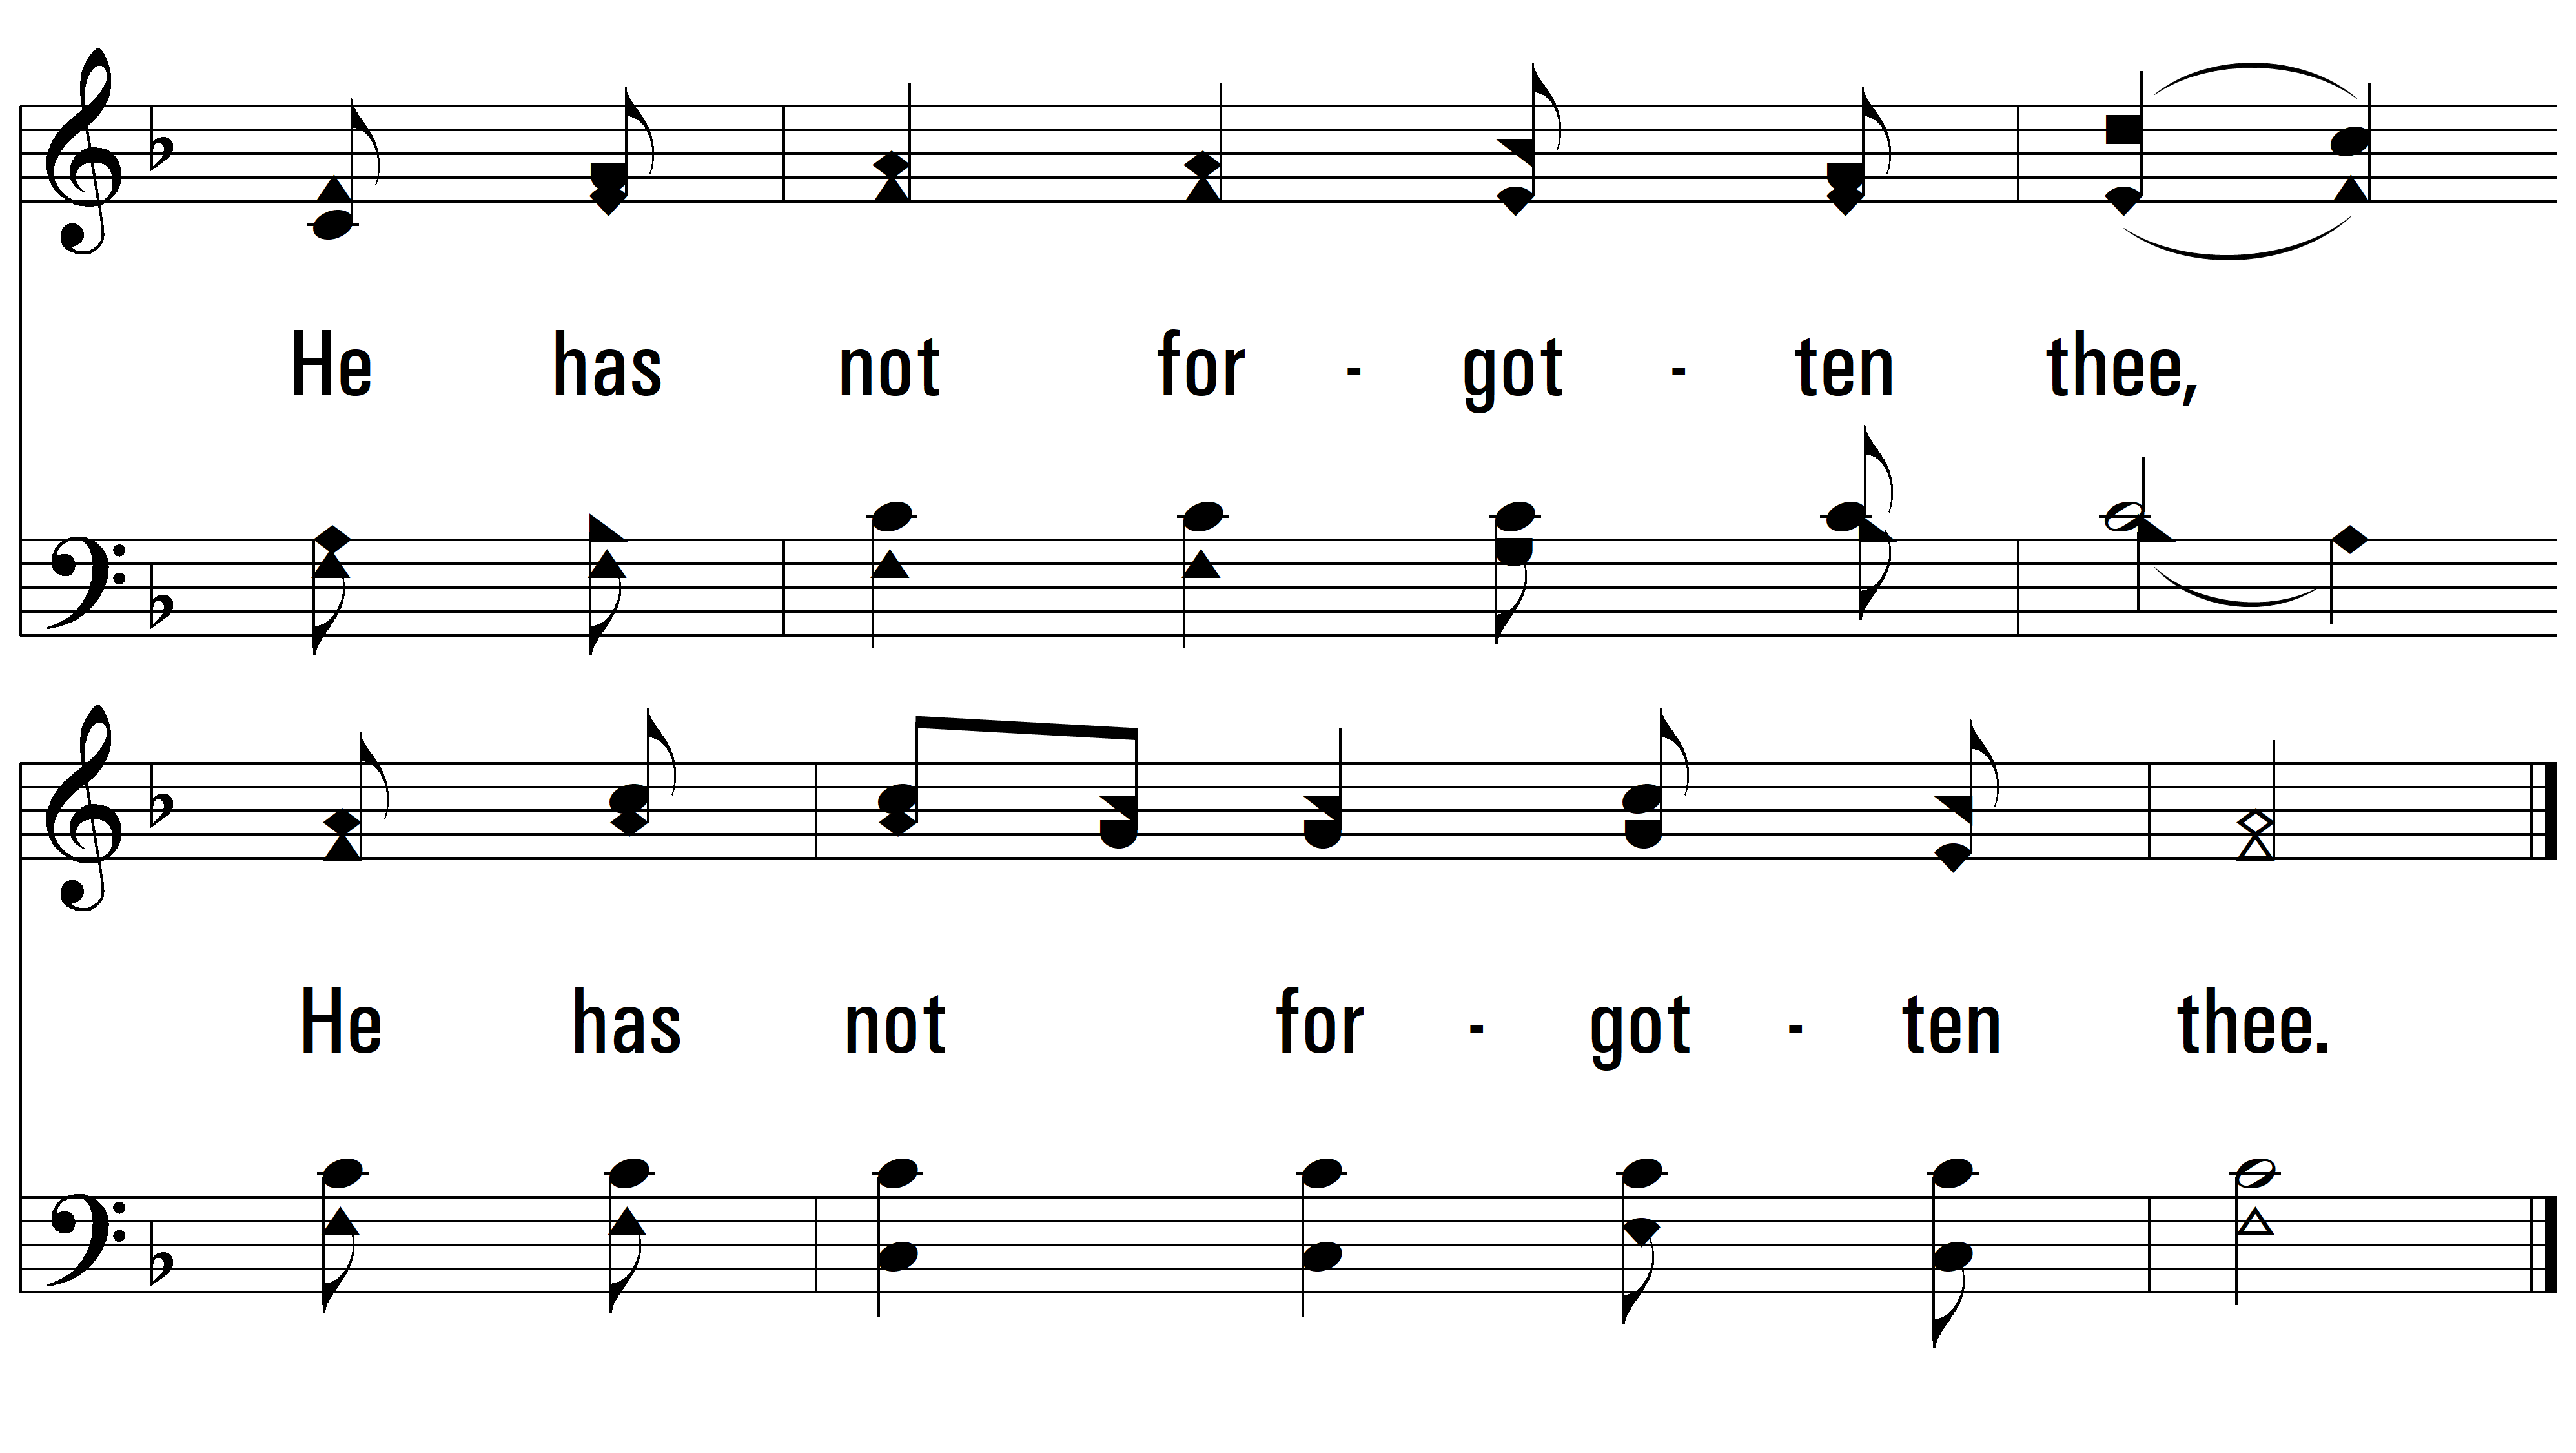 He has not for - got - ten thee,
He has not for - got - ten thee.